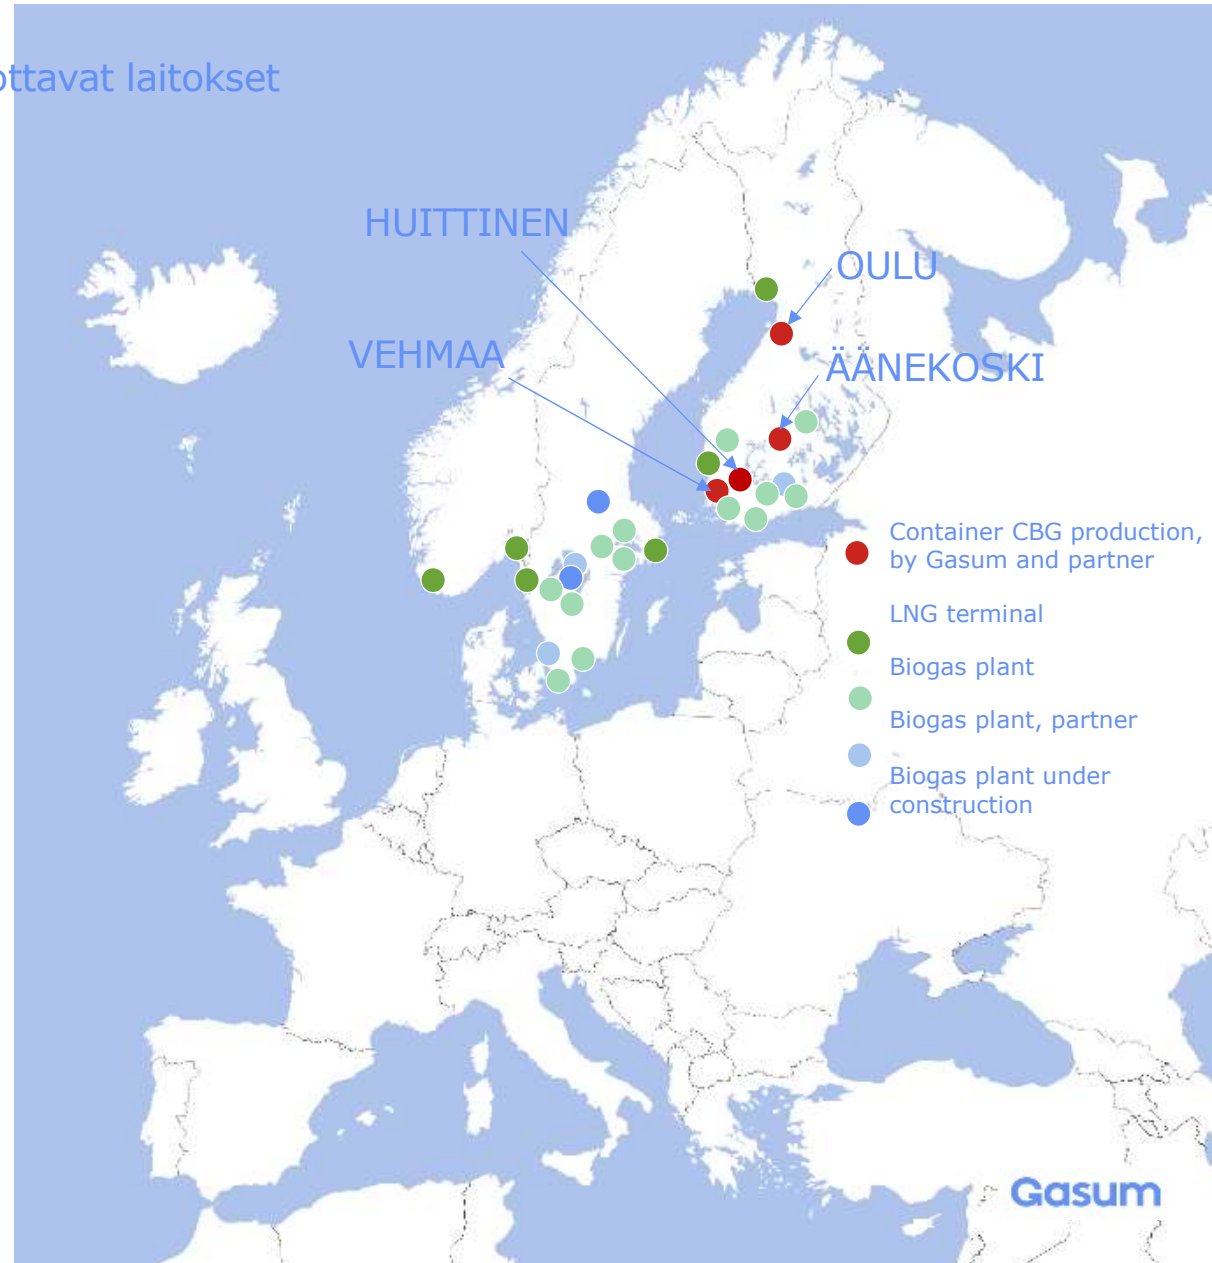 laitokset
HUITTINEN
OULU
VEHMAA
ÄÄNEKOSKI
Container CBG production,
by Gasum and partner
LNG terminal
Biogas plant
Biogas plant, partner
Biogas plant under
construction
Gasum